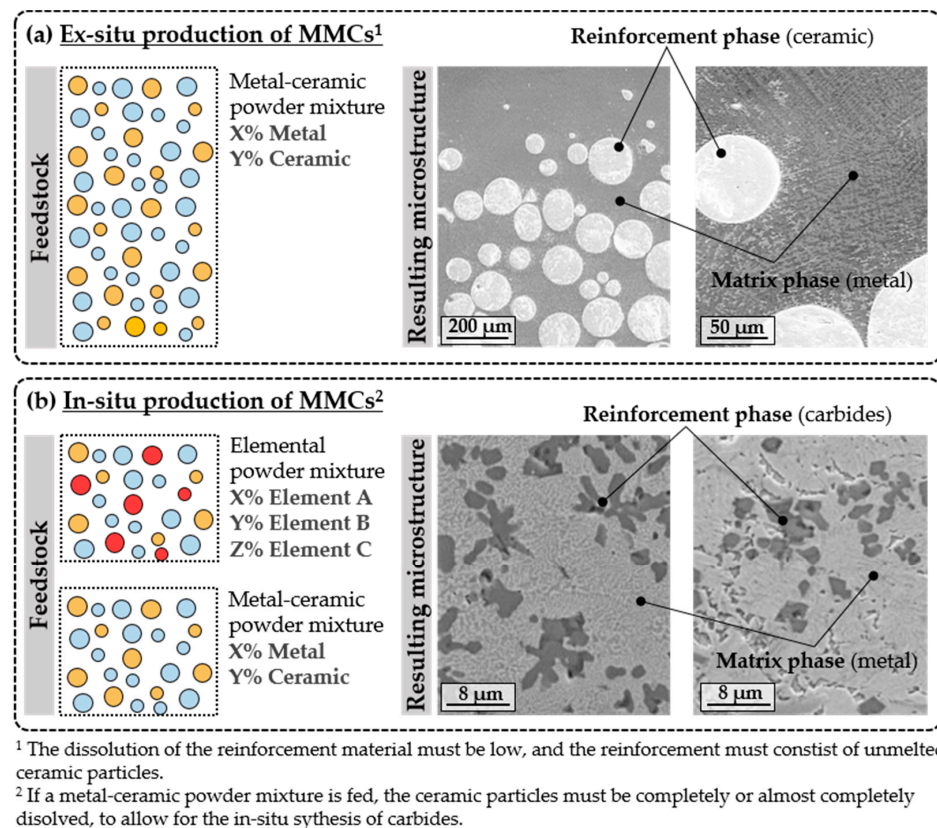 (a) Ex-situ production of MMCs¹
Feedstock
Metal-ceramic
powder mixture
X% Metal
Y% Ceramic
Resulting microstructure
Reinforcement phase (ceramic)
Matrix phase (metal)
200 µm
50 µm
(b) In-situ production of MMCs²
Feedstock
Elemental
powder mixture
X% Element A
Y% Element B
Z% Element C
Metal-ceramic
powder mixture
X% Metal
Y% Ceramic
Resulting microstructure
Reinforcement phase (carbides)
Matrix phase (metal)
8 µm
8 µm
¹ The dissolution of the reinforcement material must be low, and the reinforcement must constist of unmelte
ceramic particles.
² If a metal-ceramic powder mixture is fed, the ceramic particles must be completely or almost completely
disolved, to allow for the in-situ sythesis of carbides.